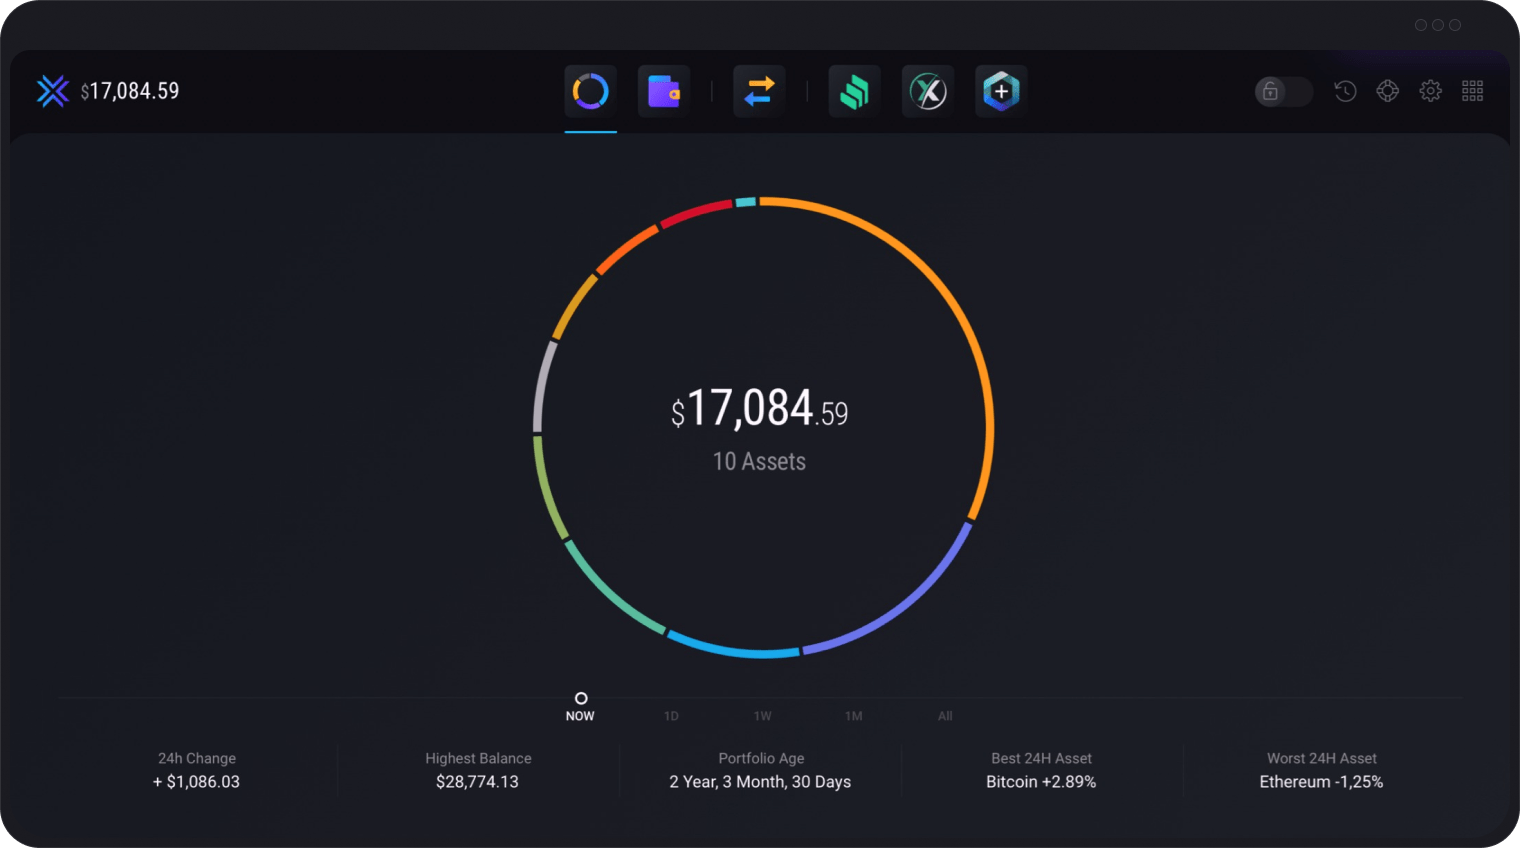 $17,084.59
$17,084.59
10 Assets
NOW 1D 1W 1M All
24h Change
+ $1,086.03
Highest Balance
$28,774.13
Portfolio Age
2 Year, 3 Month, 30 Days
Best 24H Asset
Bitcoin +2.89%
Worst 24H Asset
Ethereum -1,25%